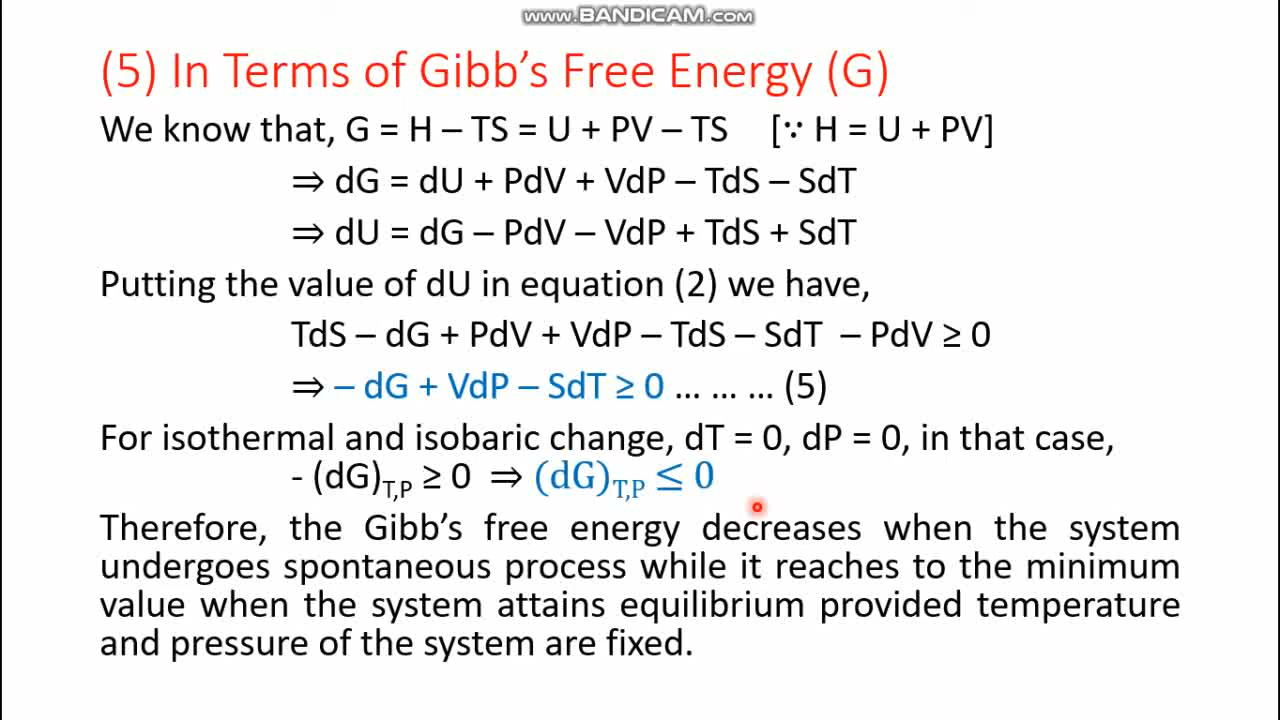 www.BANDICAM.com
(5) In Terms of Gibb’s Free Energy (G)
We know that, G = H – TS = U + PV – TS [∵ H = U + PV]
⇒ dG = dU + PdV + VdP – TdS – SdT
⇒ dU = dG – PdV – VdP + TdS + SdT
Putting the value of dU in equation (2) we have,
TdS – dG + PdV + VdP – TdS – SdT – PdV ≥ 0
⇒ – dG + VdP – SdT ≥ 0 ... ... ... (5)
For isothermal and isobaric change, dT = 0, dP = 0, in that case,
- (dG)T,P ≥ 0 ⇒ (dG)T,P ≤ 0
Therefore, the Gibb’s free energy decreases when the system
undergoes spontaneous process while it reaches to the minimum
value when the system attains equilibrium provided temperature
and pressure of the system are fixed.